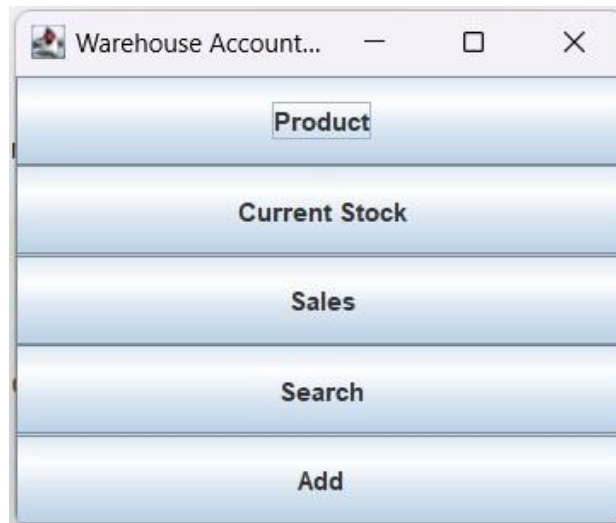 Warehouse Account...
Product
Current Stock
Sales
Search
Add